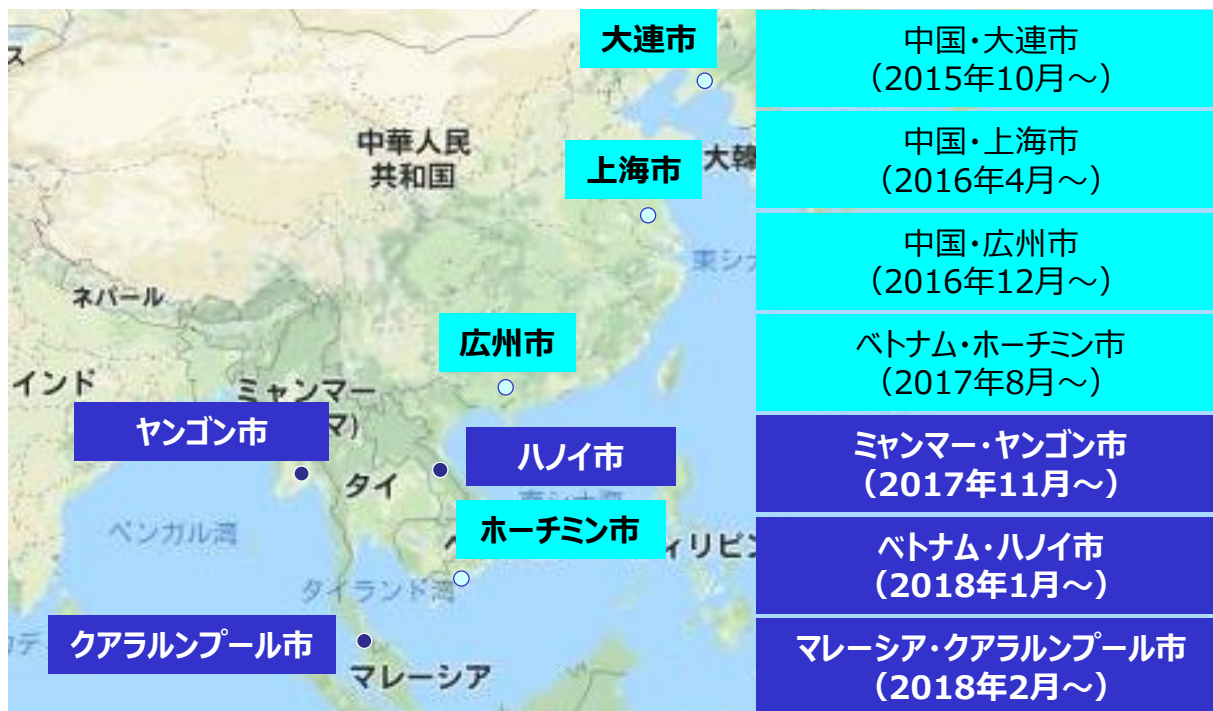 大連市
ス
中華人民
共和国
上海市
大韓
東シナ
ネパール
広州市
インド
ミャンマー
マ)
ヤンゴン市
ハノイ市
タイ
ベンガル湾
ホーチミン市
ィリピン
タイランド湾
クアラルンプール市
マレーシア
中国・大連市
（2015年10月～）
中国・上海市
（2016年4月～）
中国・広州市
（2016年12月～）
ベトナム・ホーチミン市
（2017年8月～）
ミャンマー・ヤンゴン市
（2017年11月～）
ベトナム・ハノイ市
（2018年1月～）
マレーシア・クアラルンプール市
（2018年2月～）